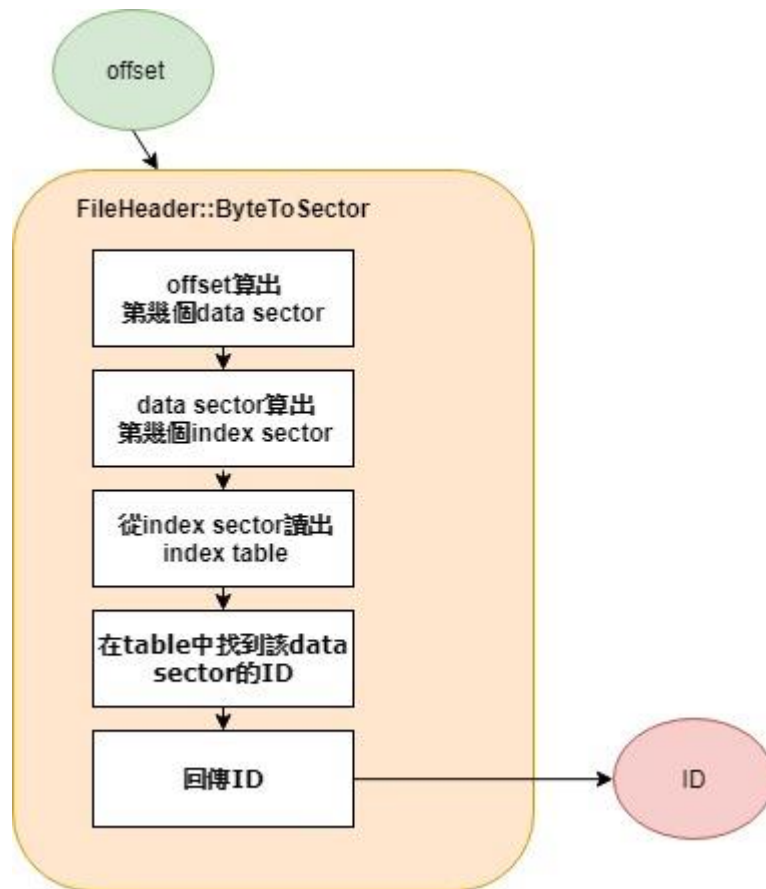 offset
FileHeader::ByteToSector
offset算出
第幾個data sector
data sector算出
第幾個index sector
從index sector讀出
index table
在table中找到該data
sector的ID
回傳ID
ID